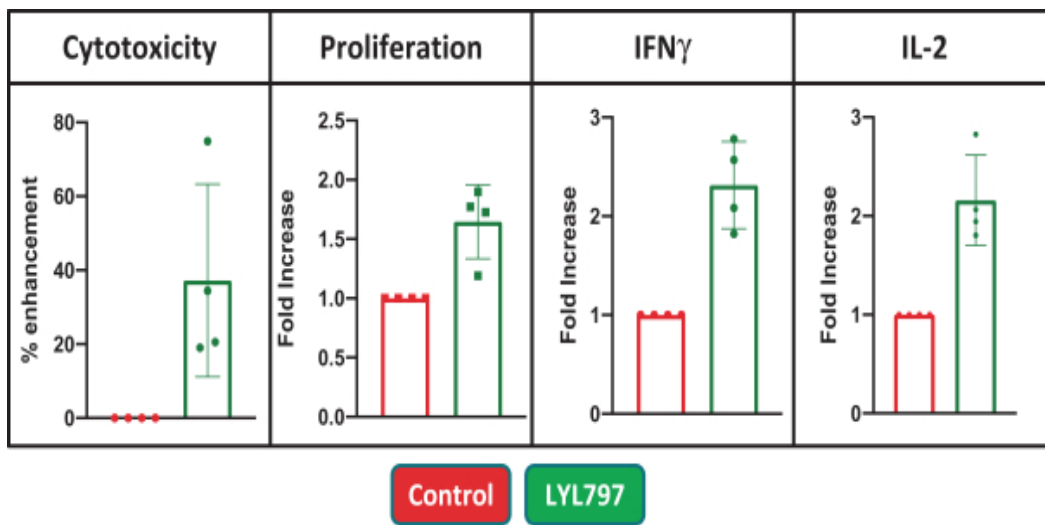 Cytotoxicity
Proliferation
IFNγ
IL-2
% enhancement
80
60
40
20
0
Fold Increase
2.5
2.0
1.5
1.0
0.5
0.0
Fold Increase
3
2
1
0
Fold Increase
3
2
1
0
Control
LYL797